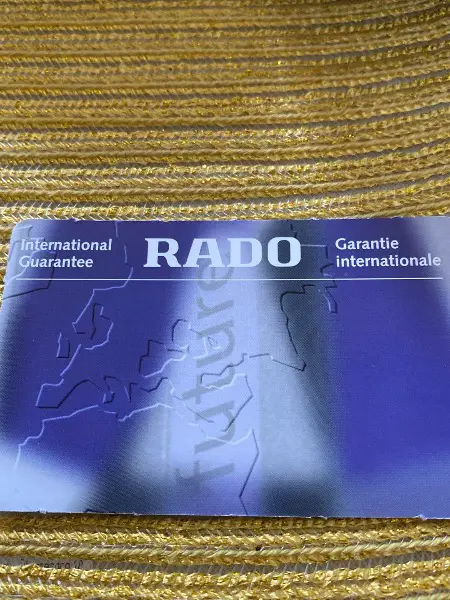 International
Guarantee
RADO
Garantie
internationale
future